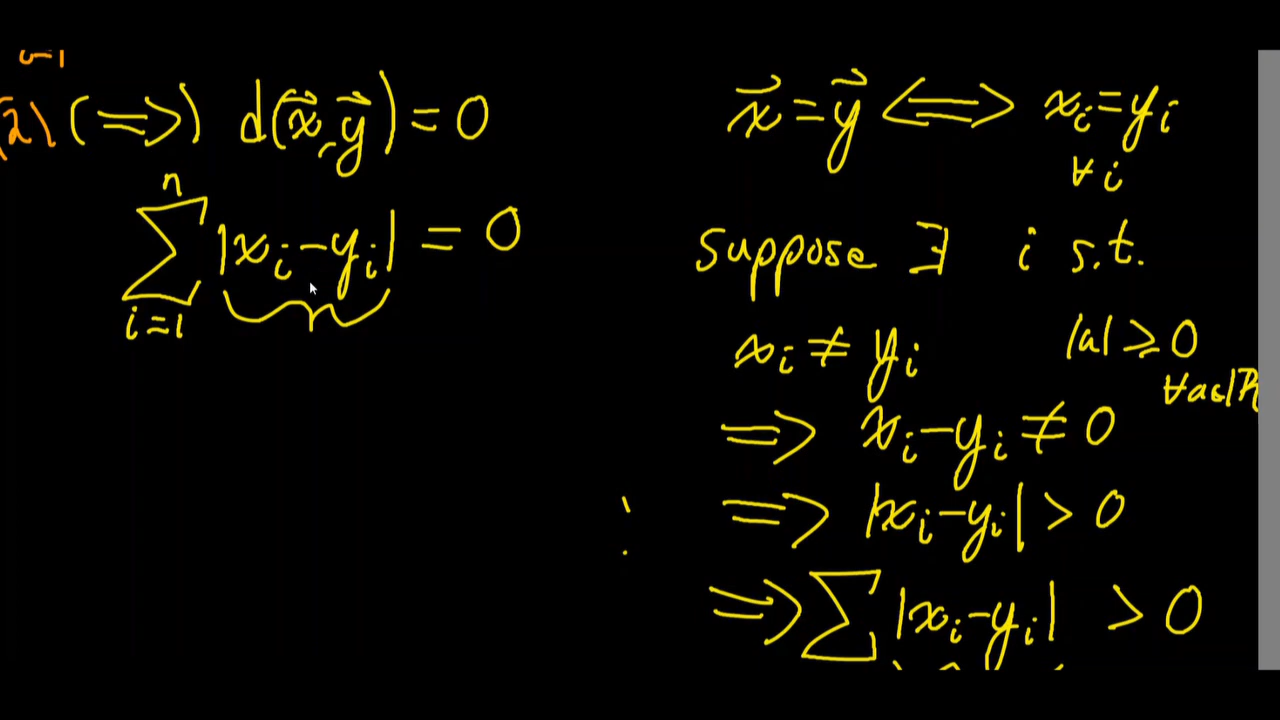 2) (⟹) d(x⃗, y⃗) = 0
n
∑ |xᵢ − yᵢ| = 0
i=1
x⃗ = y⃗ ⟺ xᵢ = yᵢ
∀ i
suppose ∃ i s.t.
xᵢ ≠ yᵢ
|a| ⩾ 0
∀a∈ℝ
⟹ xᵢ − yᵢ ≠ 0
⟹ |xᵢ − yᵢ| > 0
⟹ ∑ |xᵢ − yᵢ| > 0